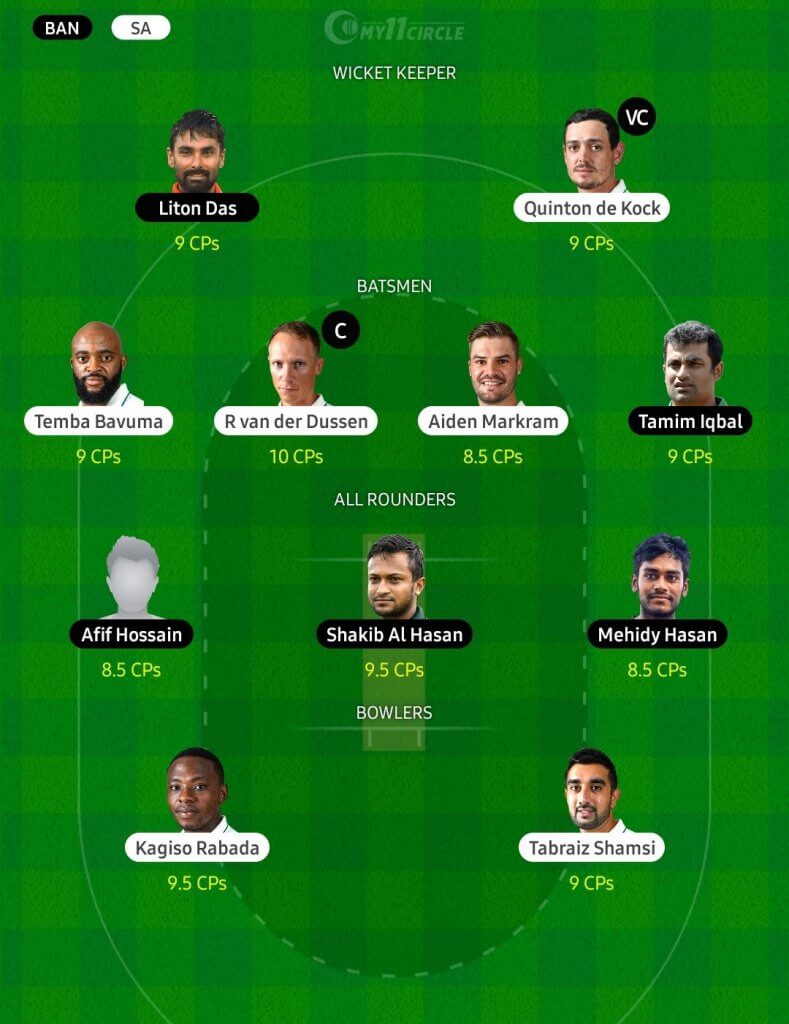 BAN SA
MY11CIRCLE
WICKET KEEPER
VC
Liton Das Quinton de Kock
9 CPs 9 CPs
BATSMEN
C
Temba Bavuma R van der Dussen Aiden Markram Tamim Iqbal
9 CPs 10 CPs 8.5 CPs 9 CPs
ALL ROUNDERS
Afif Hossain Shakib Al Hasan Mehidy Hasan
8.5 CPs 9.5 CPs 8.5 CPs
BOWLERS
Kagiso Rabada Tabraiz Shamsi
9.5 CPs 9 CPs